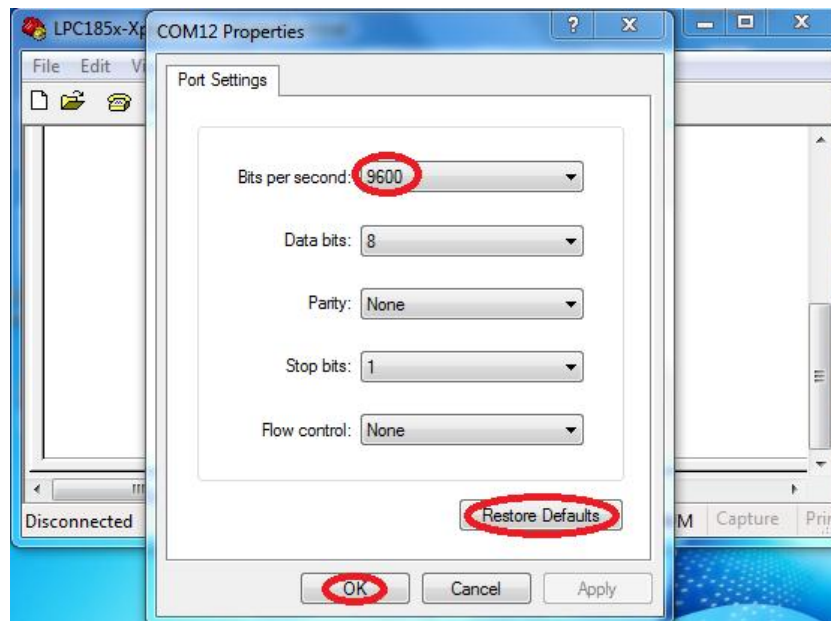 LPC185x-Xp
COM12 Properties
File Edit Vi
Port Settings
Bits per second: 9600
Data bits: 8
Parity: None
Stop bits: 1
Flow control: None
Restore Defaults
Disconnected
M Capture Prin
OK Cancel Apply